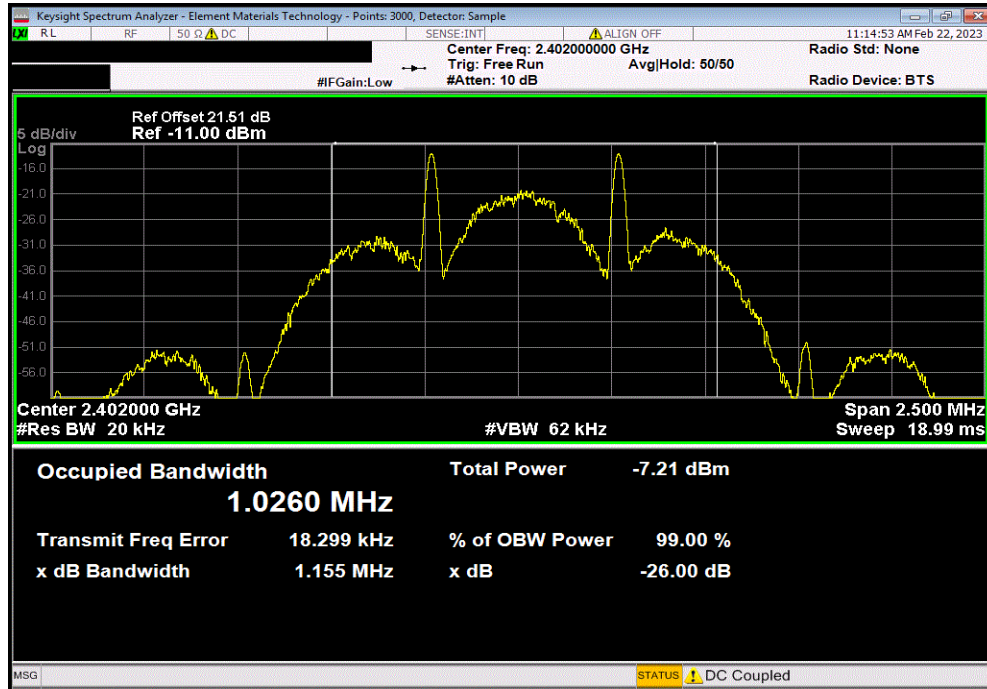 Keysight Spectrum Analyzer - Element Materials Technology - Points: 3000, Detector: Sample
LXI RL RF 50 Ω DC SENSE:INT ALIGN OFF 11:14:53 AM Feb 22, 2023
Center Freq: 2.402000000 GHz Radio Std: None
Trig: Free Run Avg|Hold: 50/50
#IFGain:Low #Atten: 10 dB Radio Device: BTS
Ref Offset 21.51 dB
5 dB/div Ref -11.00 dBm
Log
-16.0
-21.0
-26.0
-31.0
-36.0
-41.0
-46.0
-51.0
-56.0
Center 2.402000 GHz Span 2.500 MHz
#Res BW 20 kHz #VBW 62 kHz Sweep 18.99 ms
Occupied Bandwidth Total Power -7.21 dBm
1.0260 MHz
Transmit Freq Error 18.299 kHz % of OBW Power 99.00 %
x dB Bandwidth 1.155 MHz x dB -26.00 dB
MSG STATUS DC Coupled